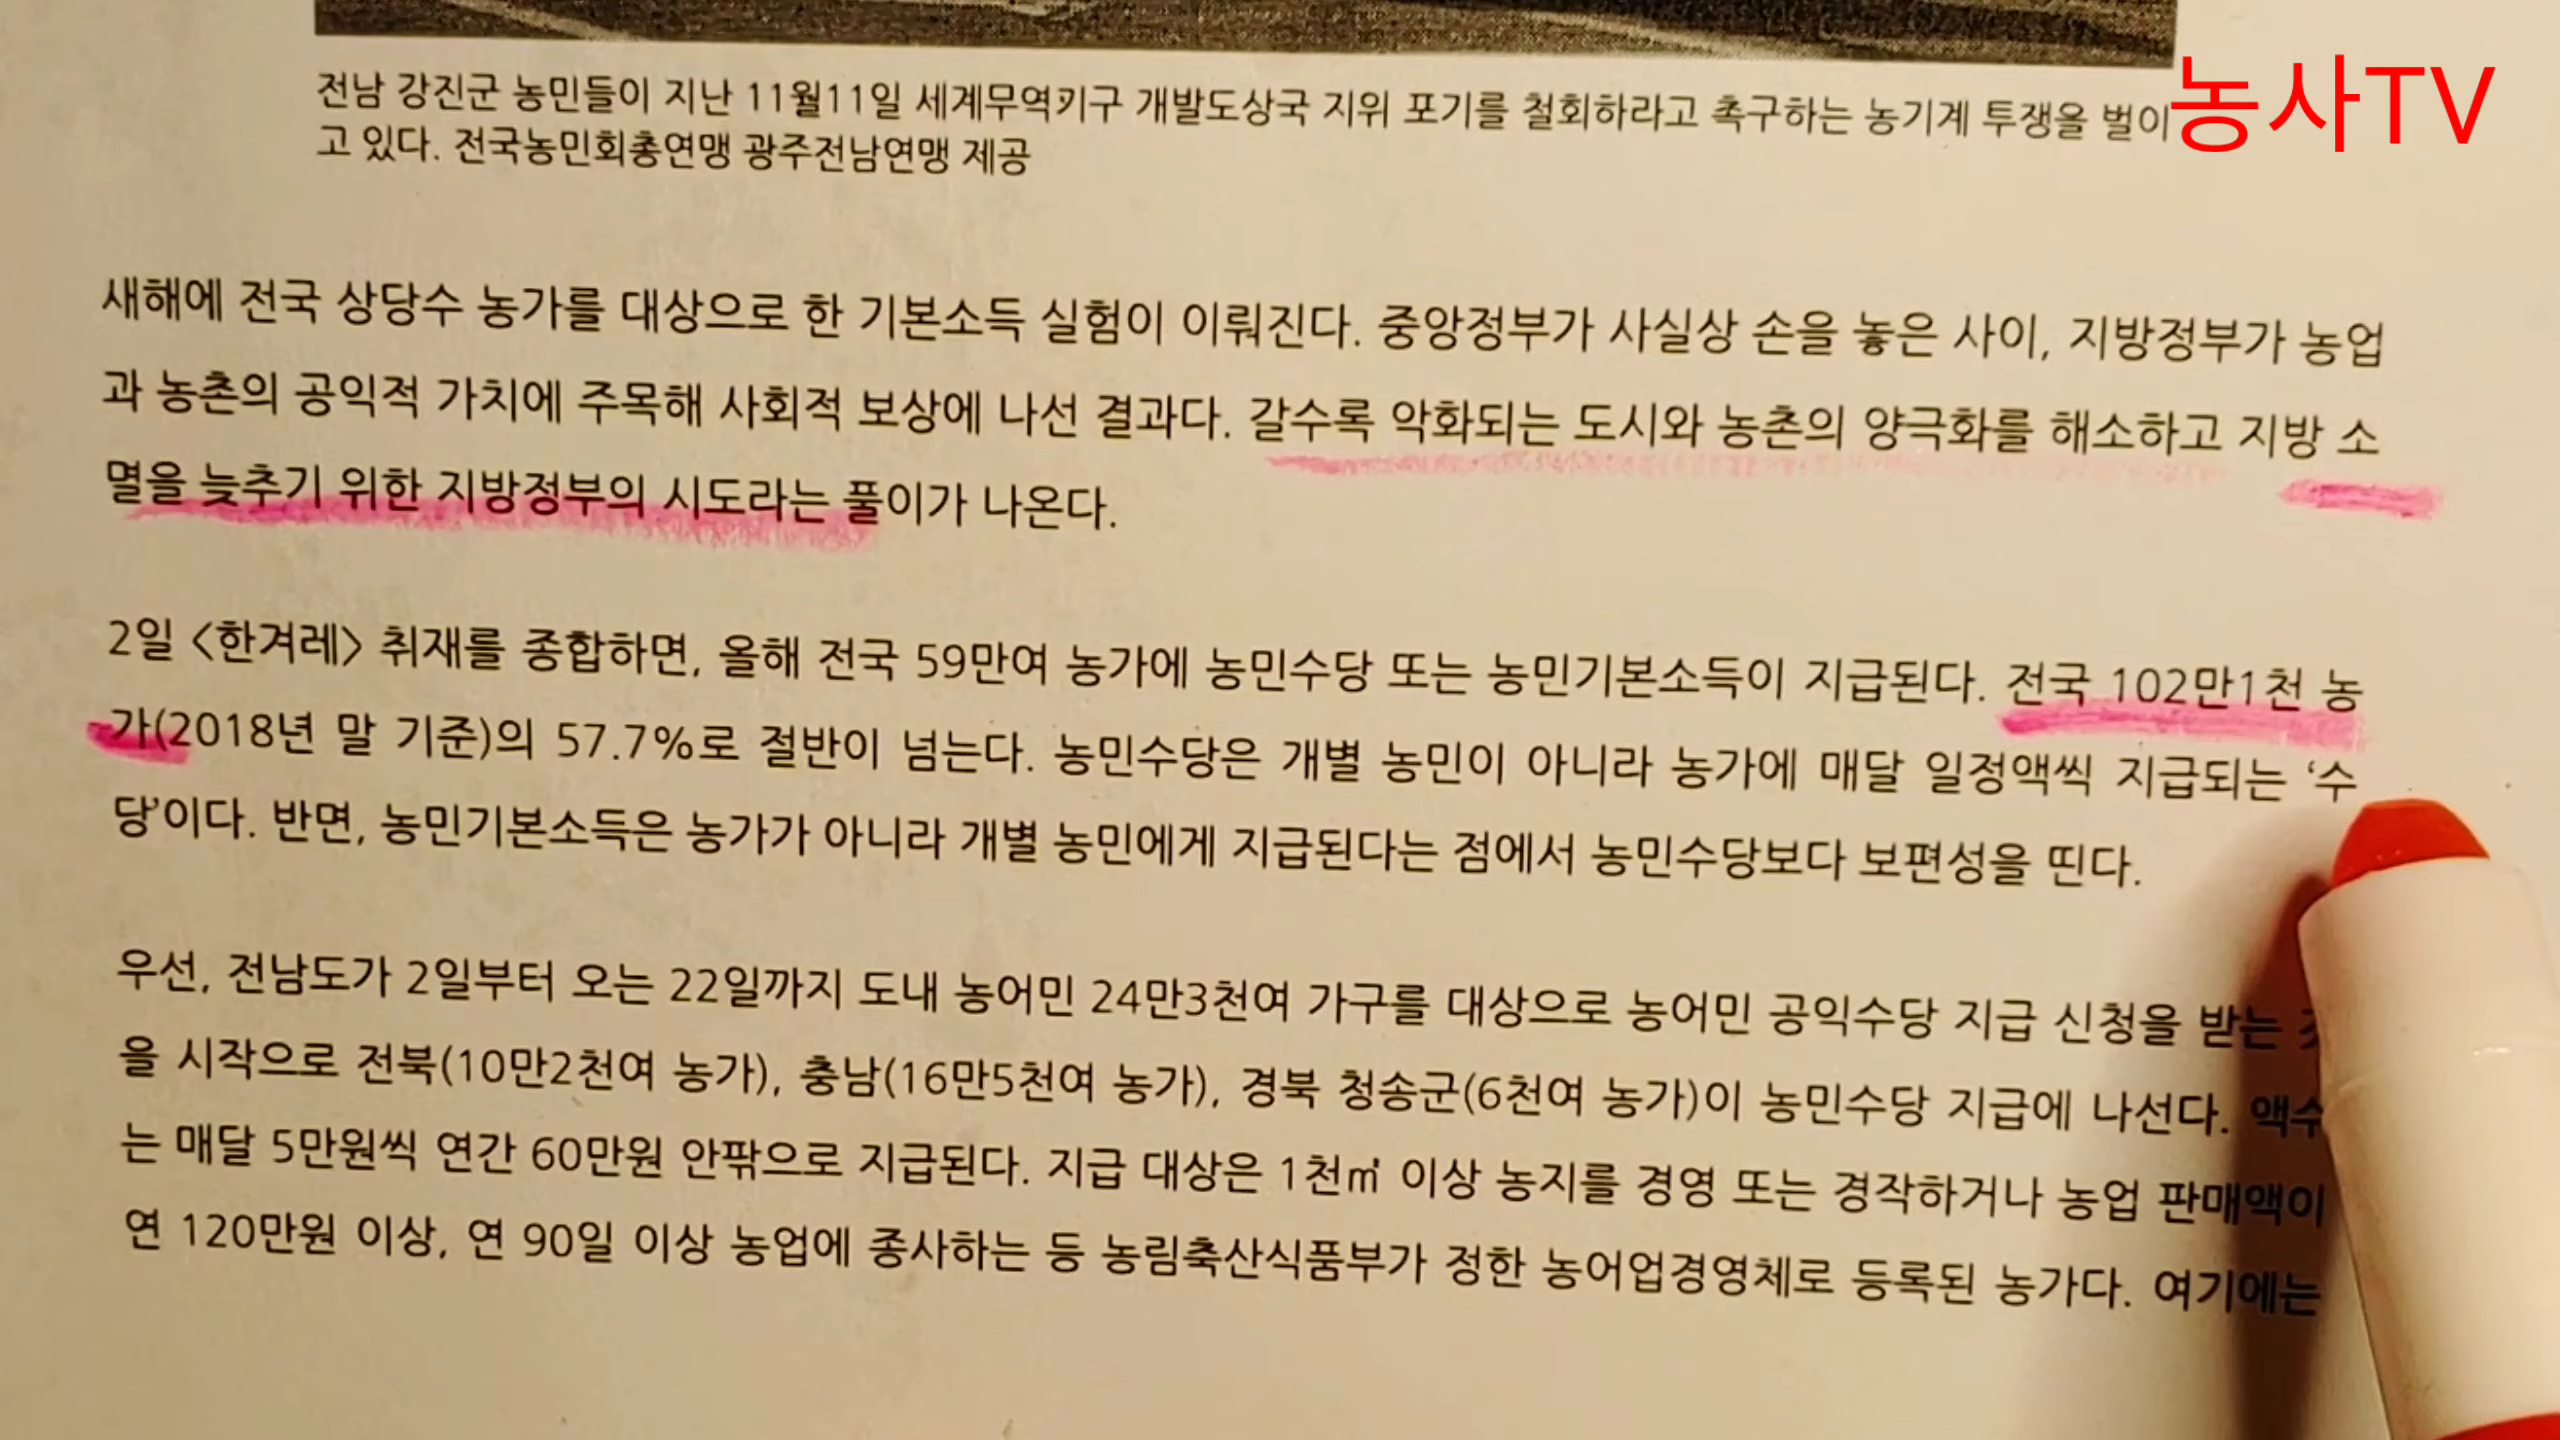 농사TV
전남 강진군 농민들이 지난 11월11일 세계무역키구 개발도상국 지위 포기를 철회하라고 촉구하는 농기계 투쟁을 벌이
고 있다. 전국농민회총연맹 광주전남연맹 제공
새해에 전국 상당수 농가를 대상으로 한 기본소득 실험이 이뤄진다. 중앙정부가 사실상 손을 놓은 사이, 지방정부가 농업
과 농촌의 공익적 가치에 주목해 사회적 보상에 나선 결과다. 갈수록 악화되는 도시와 농촌의 양극화를 해소하고 지방 소
멸을 늦추기 위한 지방정부의 시도라는 풀이가 나온다.
2일 <한겨레> 취재를 종합하면, 올해 전국 59만여 농가에 농민수당 또는 농민기본소득이 지급된다. 전국 102만1천 농
가(2018년 말 기준)의 57.7%로 절반이 넘는다. 농민수당은 개별 농민이 아니라 농가에 매달 일정액씩 지급되는 ‘수
당’이다. 반면, 농민기본소득은 농가가 아니라 개별 농민에게 지급된다는 점에서 농민수당보다 보편성을 띤다.
우선, 전남도가 2일부터 오는 22일까지 도내 농어민 24만3천여 가구를 대상으로 농어민 공익수당 지급 신청을 받는
을 시작으로 전북(10만2천여 농가), 충남(16만5천여 농가), 경북 청송군(6천여 농가)이 농민수당 지급에 나선다. 액수
는 매달 5만원씩 연간 60만원 안팎으로 지급된다. 지급 대상은 1천㎡ 이상 농지를 경영 또는 경작하거나 농업 판매액이
연 120만원 이상, 연 90일 이상 농업에 종사하는 등 농림축산식품부가 정한 농어업경영체로 등록된 농가다. 여기에는